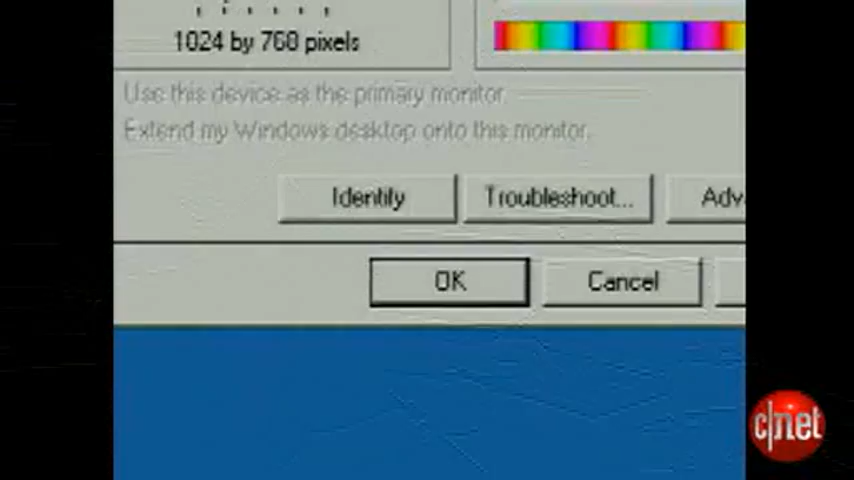 1024 by 768 pixels
Use this device as the primary monitor.
Extend my Windows desktop onto this monitor.
Identify
Troubleshoot...
Adv
OK
Cancel
c|net